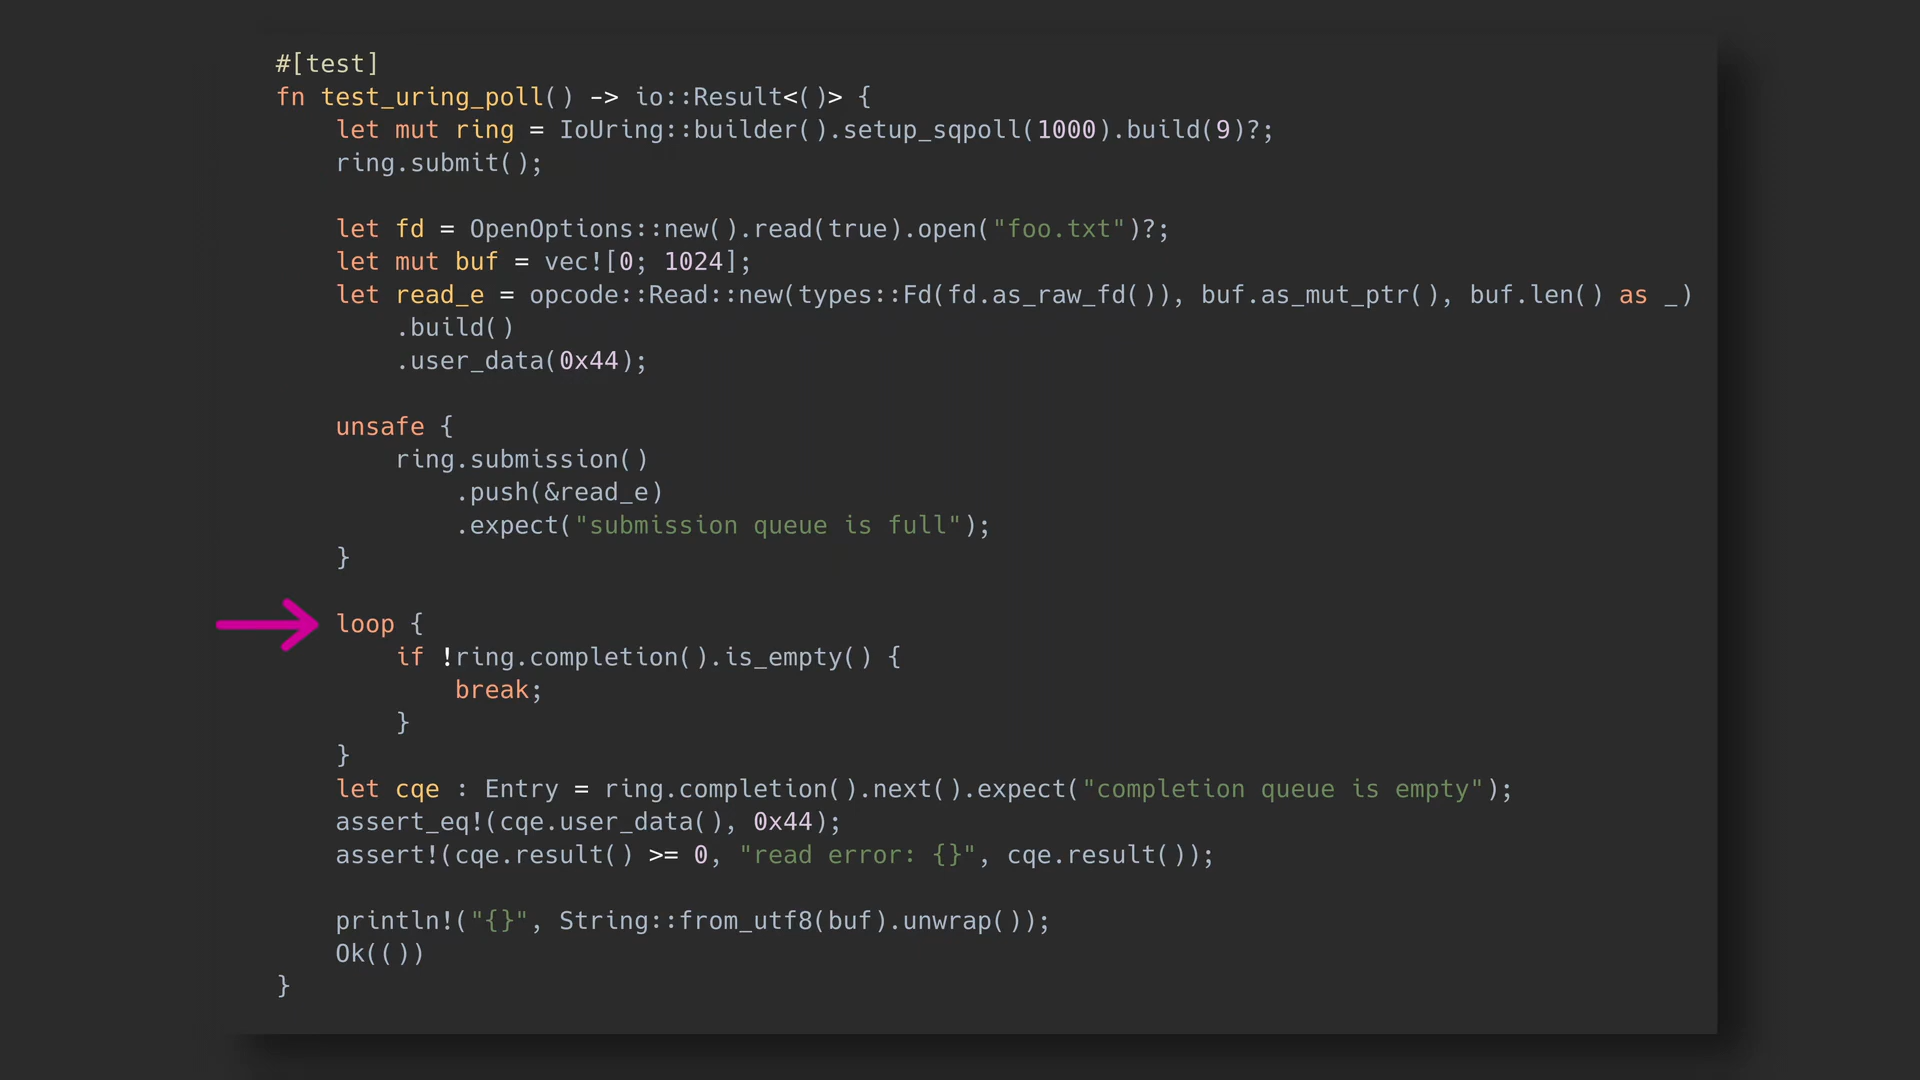 #[test]
fn test_uring_poll() -> io::Result<()> {
    let mut ring = IoUring::builder().setup_sqpoll(1000).build(9)?;
    ring.submit();

    let fd = OpenOptions::new().read(true).open("foo.txt")?;
    let mut buf = vec![0; 1024];
    let read_e = opcode::Read::new(types::Fd(fd.as_raw_fd()), buf.as_mut_ptr(), buf.len() as _)
        .build()
        .user_data(0x44);

    unsafe {
        ring.submission()
            .push(&read_e)
            .expect("submission queue is full");
    }

    loop {
        if !ring.completion().is_empty() {
            break;
        }
    }
    let cqe : Entry = ring.completion().next().expect("completion queue is empty");
    assert_eq!(cqe.user_data(), 0x44);
    assert!(cqe.result() >= 0, "read error: {}", cqe.result());

    println!("{}", String::from_utf8(buf).unwrap());
    Ok(())
}